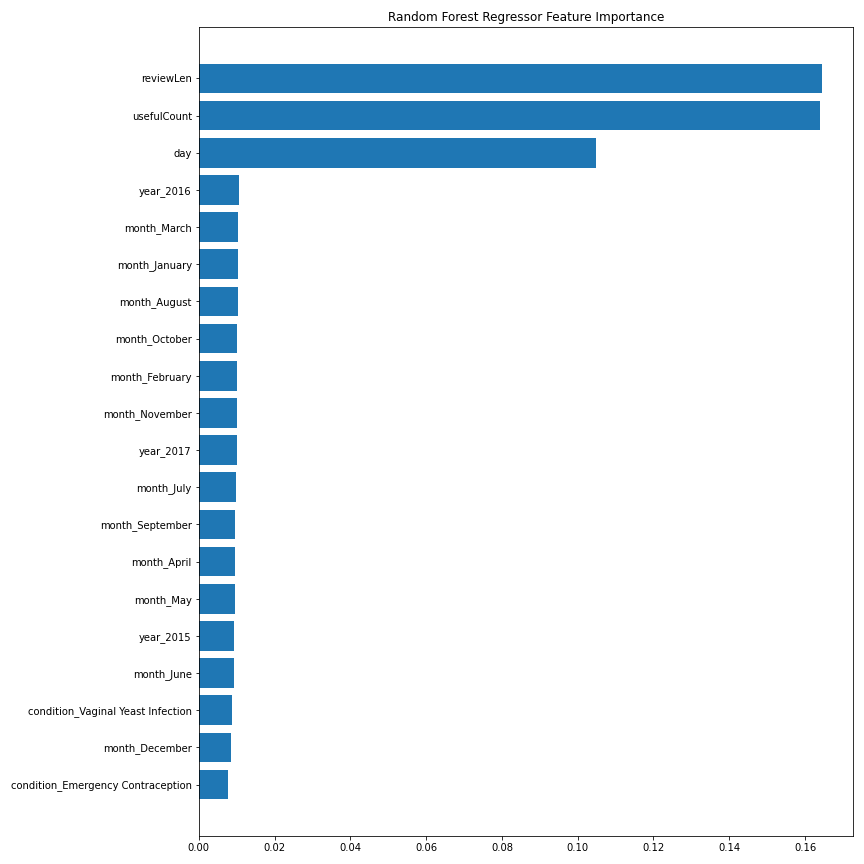 Random Forest Regressor Feature Importance
reviewLen
usefulCount
day
year_2016
month_March
month_January
month_August
month_October
month_February
month_November
year_2017
month_July
month_September
month_April
month_May
year_2015
month_June
condition_Vaginal Yeast Infection
month_December
condition_Emergency Contraception
0.00 0.02 0.04 0.06 0.08 0.10 0.12 0.14 0.16